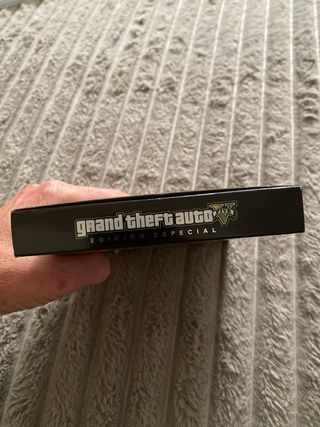 grand theft auto V
EDICIÓN ESPECIAL